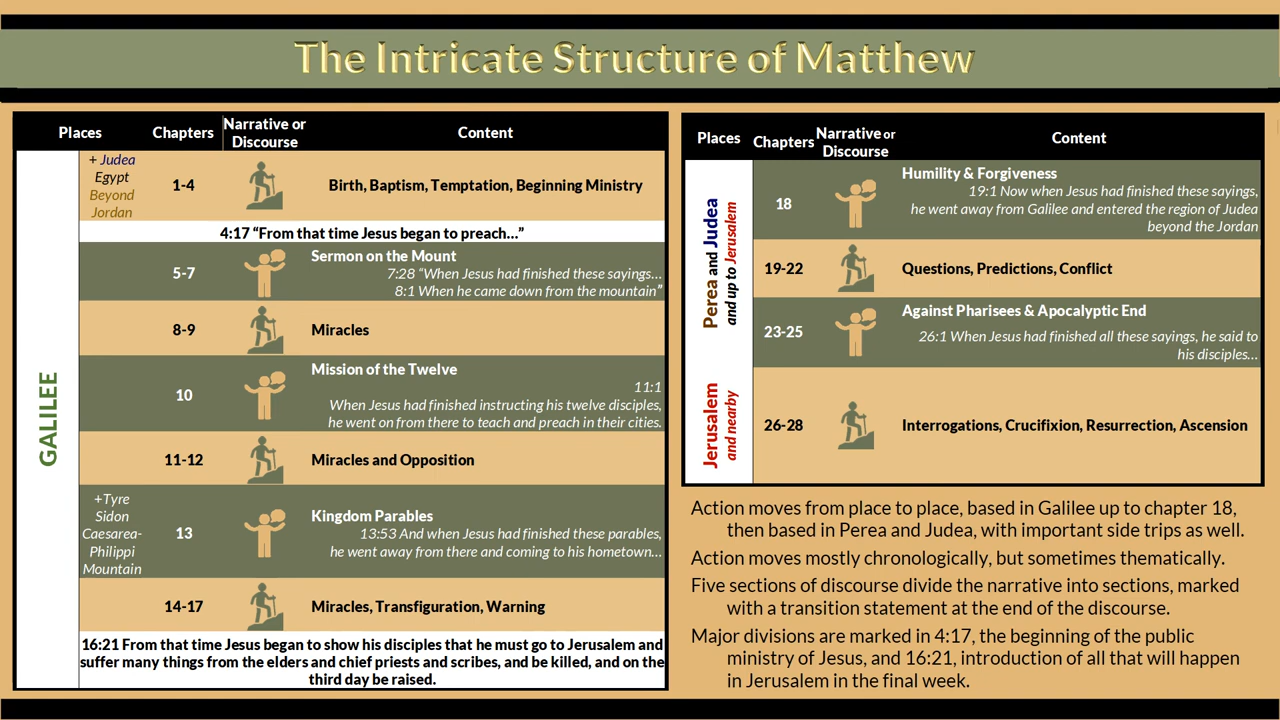 The Intricate Structure of Matthew
Places Chapters Narrative or Discourse Content
GALILEE
+ Judea
Egypt
Beyond
Jordan
1-4
Birth, Baptism, Temptation, Beginning Ministry
4:17 “From that time Jesus began to preach...”
5-7
Sermon on the Mount
7:28 “When Jesus had finished these sayings...
8:1 When he came down from the mountain”
8-9
Miracles
10
Mission of the Twelve
11:1
When Jesus had finished instructing his twelve disciples,
he went on from there to teach and preach in their cities.
11-12
Miracles and Opposition
+Tyre
Sidon
Caesarea-
Philippi
Mountain
13
Kingdom Parables
13:53 And when Jesus had finished these parables,
he went away from there and coming to his hometown...
14-17
Miracles, Transfiguration, Warning
16:21 From that time Jesus began to show his disciples that he must go to Jerusalem and
suffer many things from the elders and chief priests and scribes, and be killed, and on the
third day be raised.
Places Chapters Narrative or Discourse Content
Perea and Judea
and up to Jerusalem
18
Humility & Forgiveness
19:1 Now when Jesus had finished these sayings,
he went away from Galilee and entered the region of Judea
beyond the Jordan
19-22
Questions, Predictions, Conflict
23-25
Against Pharisees & Apocalyptic End
26:1 When Jesus had finished all these sayings, he said to
his disciples...
Jerusalem
and nearby
26-28
Interrogations, Crucifixion, Resurrection, Ascension
Action moves from place to place, based in Galilee up to chapter 18,
then based in Perea and Judea, with important side trips as well.
Action moves mostly chronologically, but sometimes thematically.
Five sections of discourse divide the narrative into sections, marked
with a transition statement at the end of the discourse.
Major divisions are marked in 4:17, the beginning of the public
ministry of Jesus, and 16:21, introduction of all that will happen
in Jerusalem in the final week.